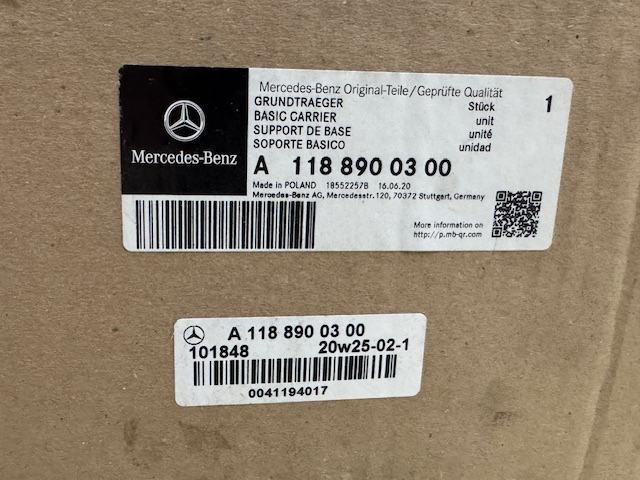 Mercedes-Benz Original-Teile/Geprüfte Qualität
GRUNDTRAEGER Stück 1
BASIC CARRIER unit
SUPPORT DE BASE unité
SOPORTE BASICO unidad
Mercedes-Benz
A 118 890 03 00
Made in POLAND 18552257B 16.06.20
Mercedes-Benz AG, Mercedesstr. 120, 70372 Stuttgart, Germany
More information on
http://p.mb-qr.com
A 118 890 03 00
101848 20w25-02-1
0041194017